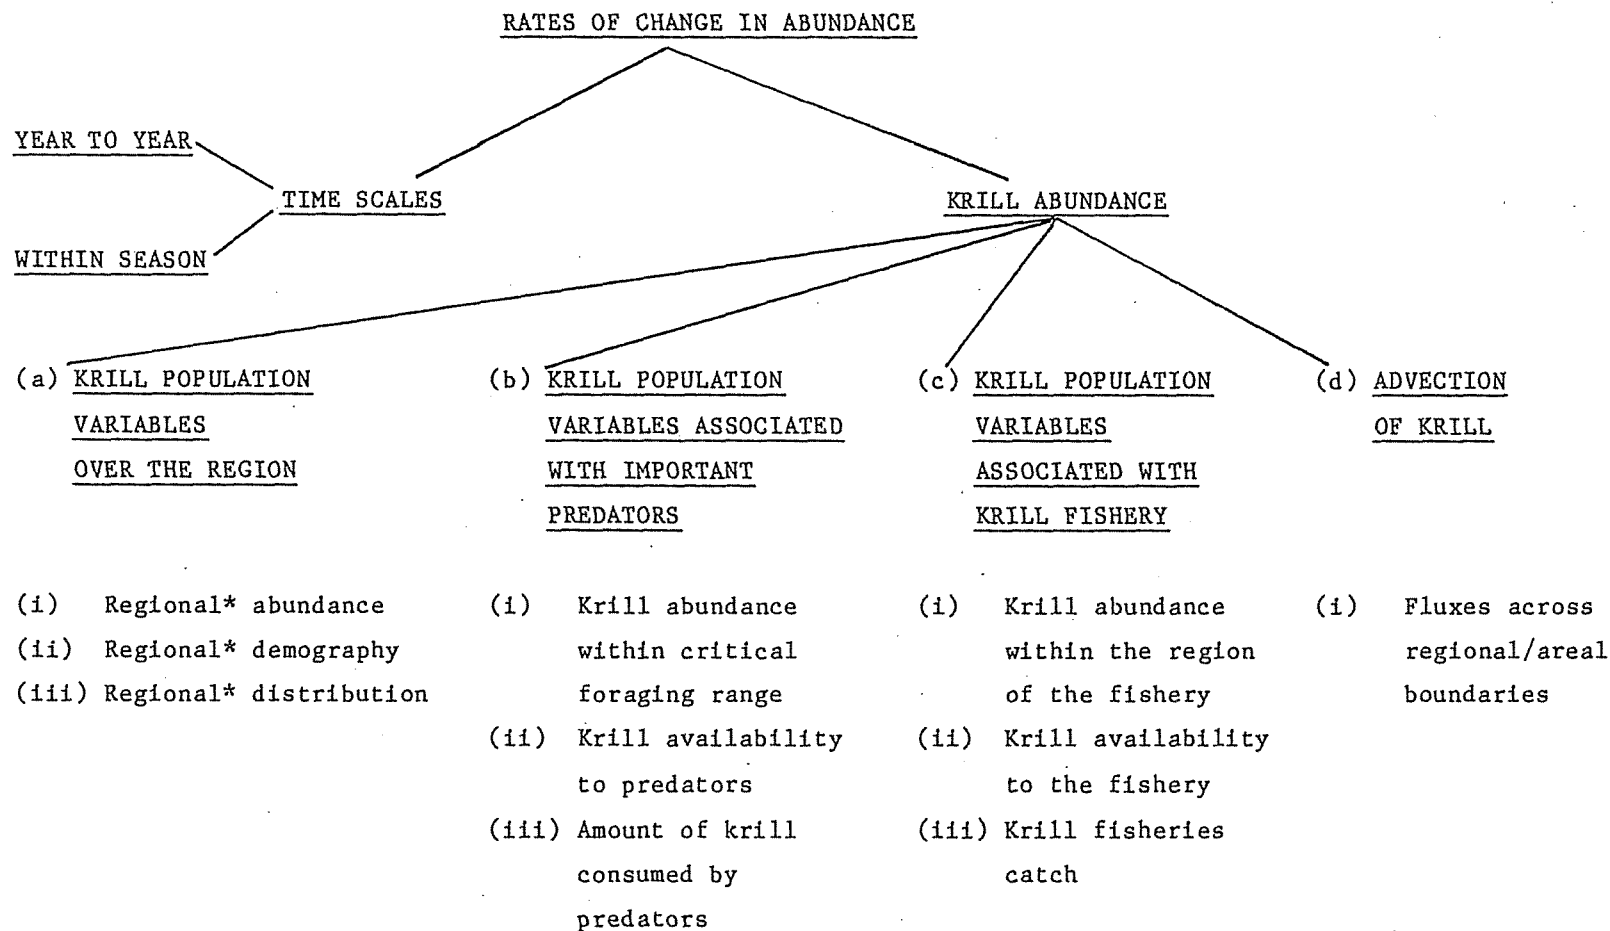 RATES OF CHANGE IN ABUNDANCE
YEAR TO YEAR
TIME SCALES
WITHIN SEASON
KRILL ABUNDANCE
(a) KRILL POPULATION
VARIABLES
OVER THE REGION
(i) Regional* abundance
(ii) Regional* demography
(iii) Regional* distribution
(b) KRILL POPULATION
VARIABLES ASSOCIATED
WITH IMPORTANT
PREDATORS
(i) Krill abundance
within critical
foraging range
(ii) Krill availability
to predators
(iii) Amount of krill
consumed by
predators
(c) KRILL POPULATION
VARIABLES
ASSOCIATED WITH
KRILL FISHERY
(i) Krill abundance
within the region
of the fishery
(ii) Krill availability
to the fishery
(iii) Krill fisheries
catch
(d) ADVECTION
OF KRILL
(i) Fluxes across
regional/areal
boundaries